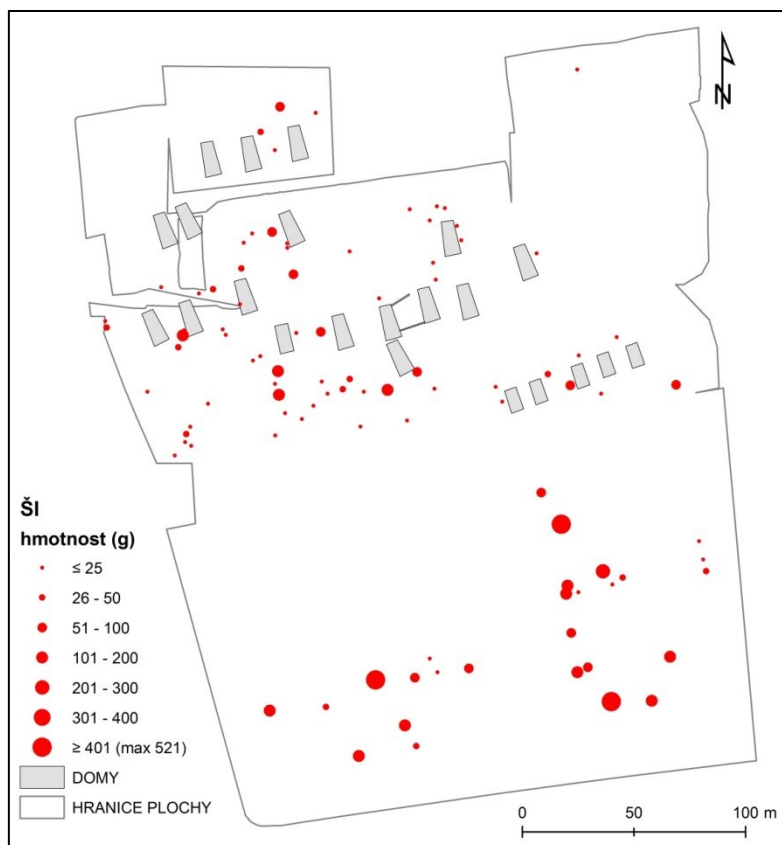 N
ŠI
hmotnost (g)
≤ 25
26 - 50
51 - 100
101 - 200
201 - 300
301 - 400
≥ 401 (max 521)
DOMY
HRANICE PLOCHY
0 50 100 m